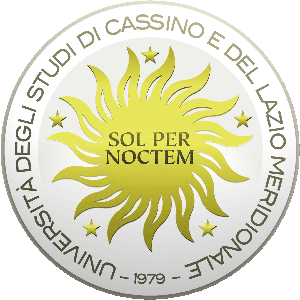 UNIVERSITÀ DEGLI STUDI DI CASSINO E DEL LAZIO MERIDIONALE
SOL PER
NOCTEM
- 1979 -